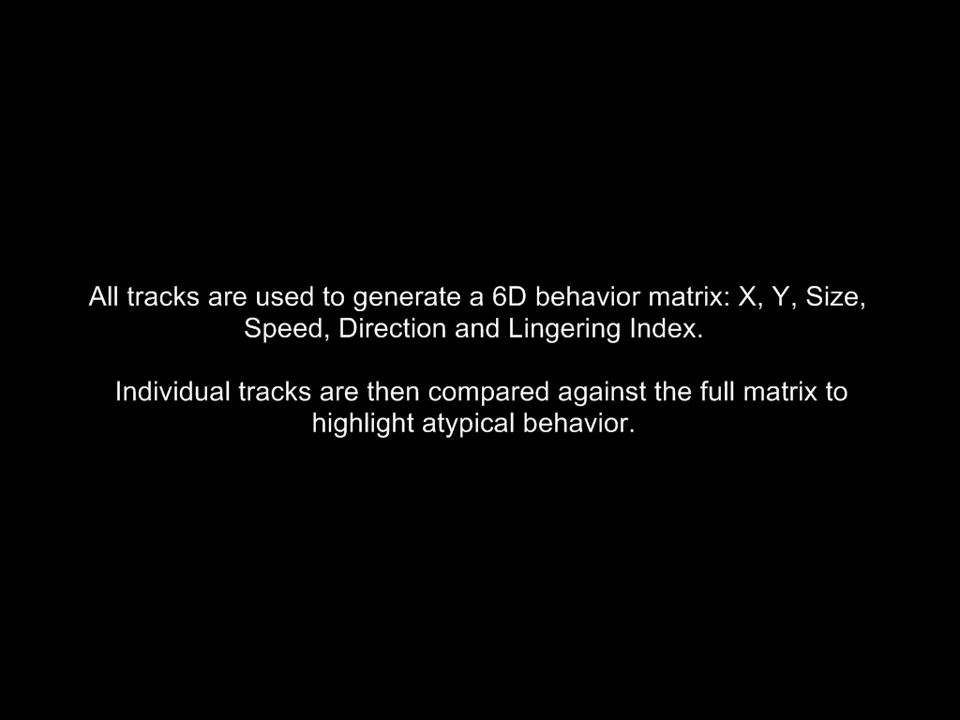 All tracks are used to generate a 6D behavior matrix: X, Y, Size,
Speed, Direction and Lingering Index.
Individual tracks are then compared against the full matrix to
highlight atypical behavior.